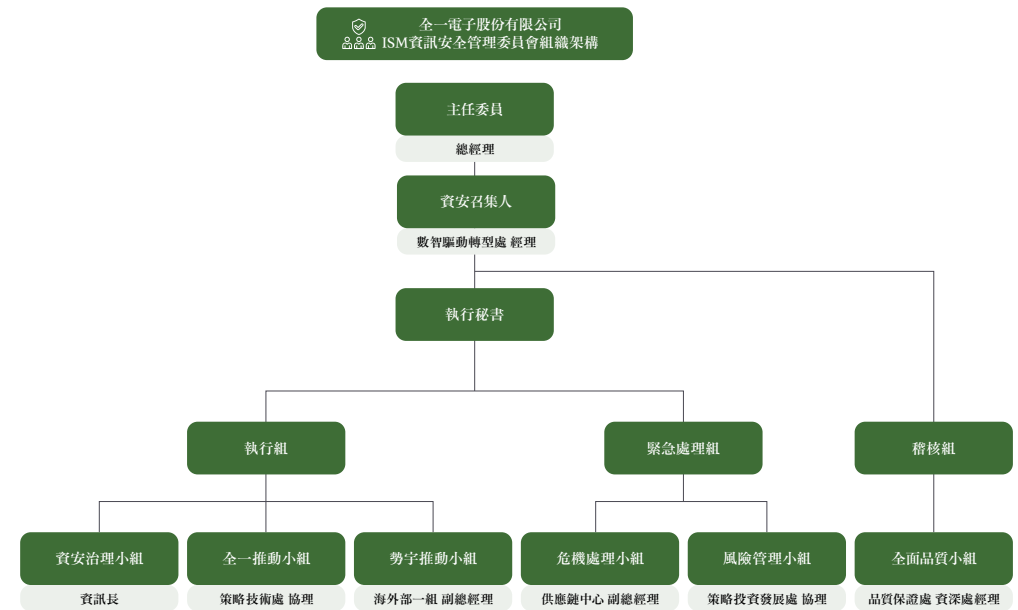 全一電子股份有限公司
ISM資訊安全管理委員會組織架構
主任委員
總經理
資安召集人
數智驅動轉型處 經理
執行秘書
執行組
緊急處理組
稽核組
資安治理小組
全一推動小組
勢宇推動小組
危機處理小組
風險管理小組
全面品質小組
資訊長
策略技術處 協理
海外部一組 副總經理
供應鏈中心 副總經理
策略投資發展處 協理
品質保證處 資深處經理